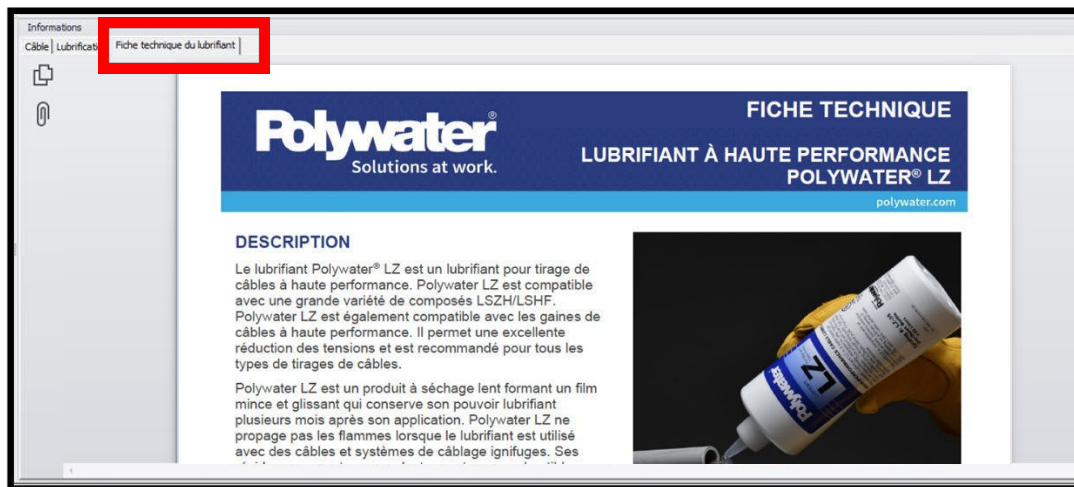 Informations
Câble Lubrificati Fiche technique du lubrifiant
Polywater®
Solutions at work.
FICHE TECHNIQUE
LUBRIFIANT À HAUTE PERFORMANCE
POLYWATER® LZ
polywater.com
DESCRIPTION
Le lubrifiant Polywater® LZ est un lubrifiant pour tirage de
câbles à haute performance. Polywater LZ est compatible
avec une grande variété de composés LSZH/LSHF.
Polywater LZ est également compatible avec les gaines de
câbles à haute performance. Il permet une excellente
réduction des tensions et est recommandé pour tous les
types de tirages de câbles.
Polywater LZ est un produit à séchage lent formant un film
mince et glissant qui conserve son pouvoir lubrifiant
plusieurs mois après son application. Polywater LZ ne
propage pas les flammes lorsque le lubrifiant est utilisé
avec des câbles et systèmes de câblage ignifuges. Ses
Polywater
LZ